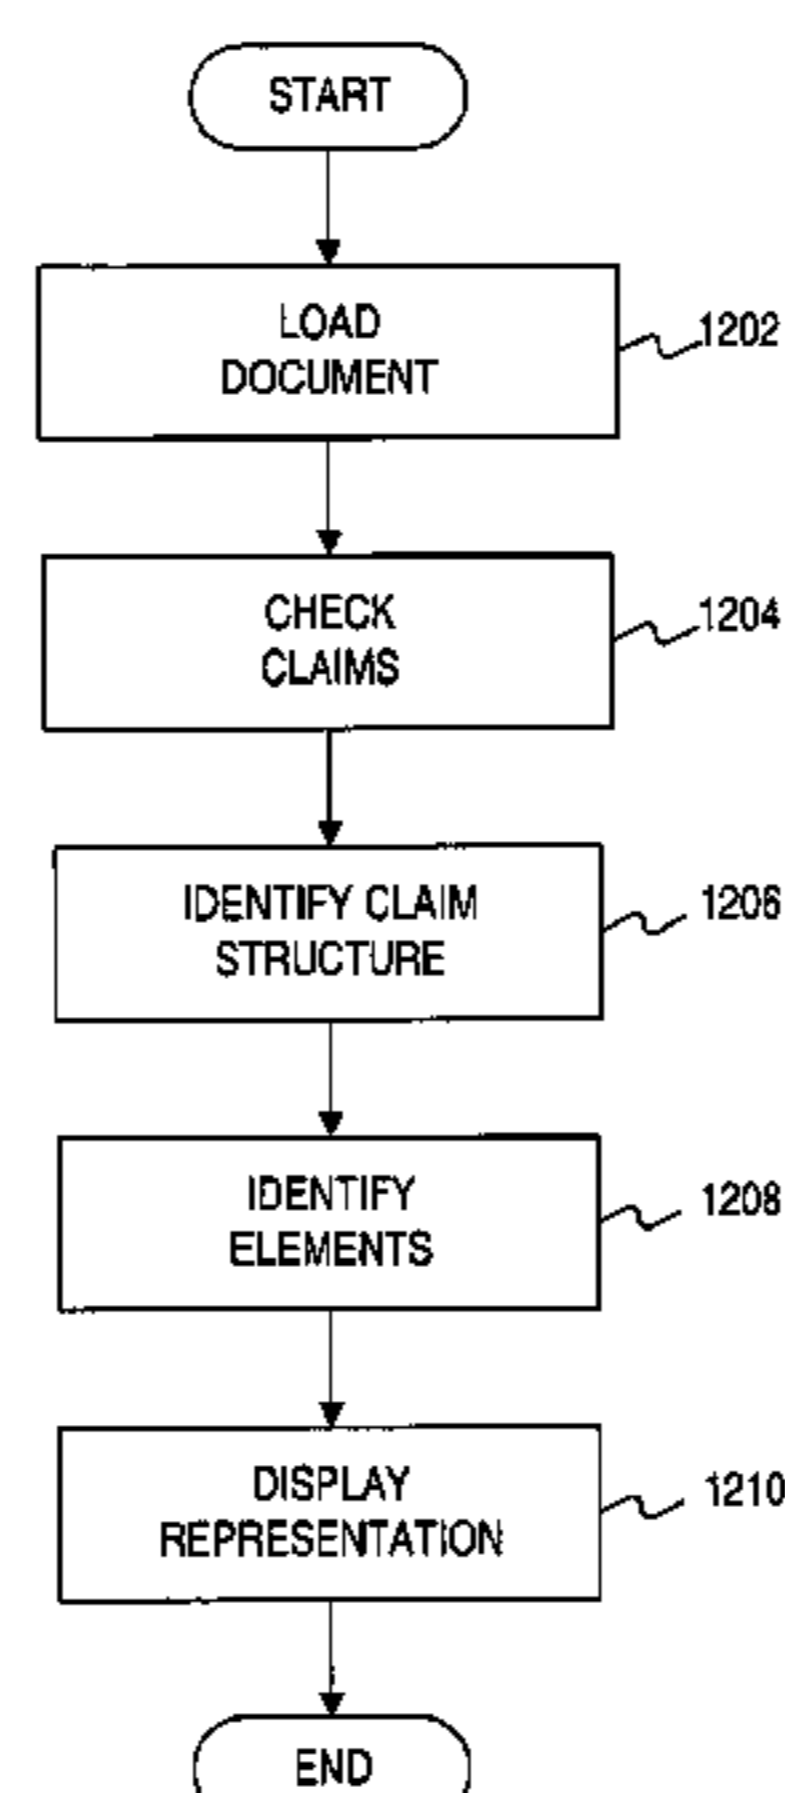 START
LOAD
DOCUMENT
1202
CHECK
CLAIMS
1204
IDENTIFY CLAIM
STRUCTURE
1206
IDENTIFY
ELEMENTS
1208
DISPLAY
REPRESENTATION
1210
END